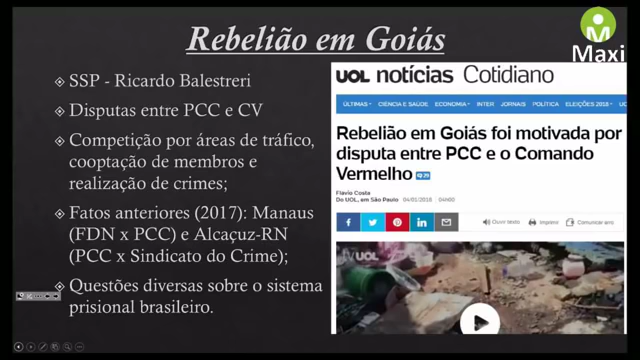 Rebelião em Goiás
Maxi
SSP - Ricardo Balestreri
Disputas entre PCC e CV
Competição por áreas de tráfico,
cooptação de membros e
realização de crimes;
Fatos anteriores (2017): Manaus
(FDN x PCC) e Alcaçuz-RN
(PCC x Sindicato do Crime);
Questões diversas sobre o sistema
prisional brasileiro.
UOL notícias Cotidiano
ÚLTIMAS CIÊNCIA E SAÚDE ECONOMIA INTER JORNAIS POLÍTICA ELEIÇÕES 2018
Rebelião em Goiás foi motivada por
disputa entre PCC e o Comando
Vermelho 29
Flávio Costa
Do UOL, em São Paulo 04/01/2018 04h00
Ouvir texto Imprimir Comunicar erro
UOL